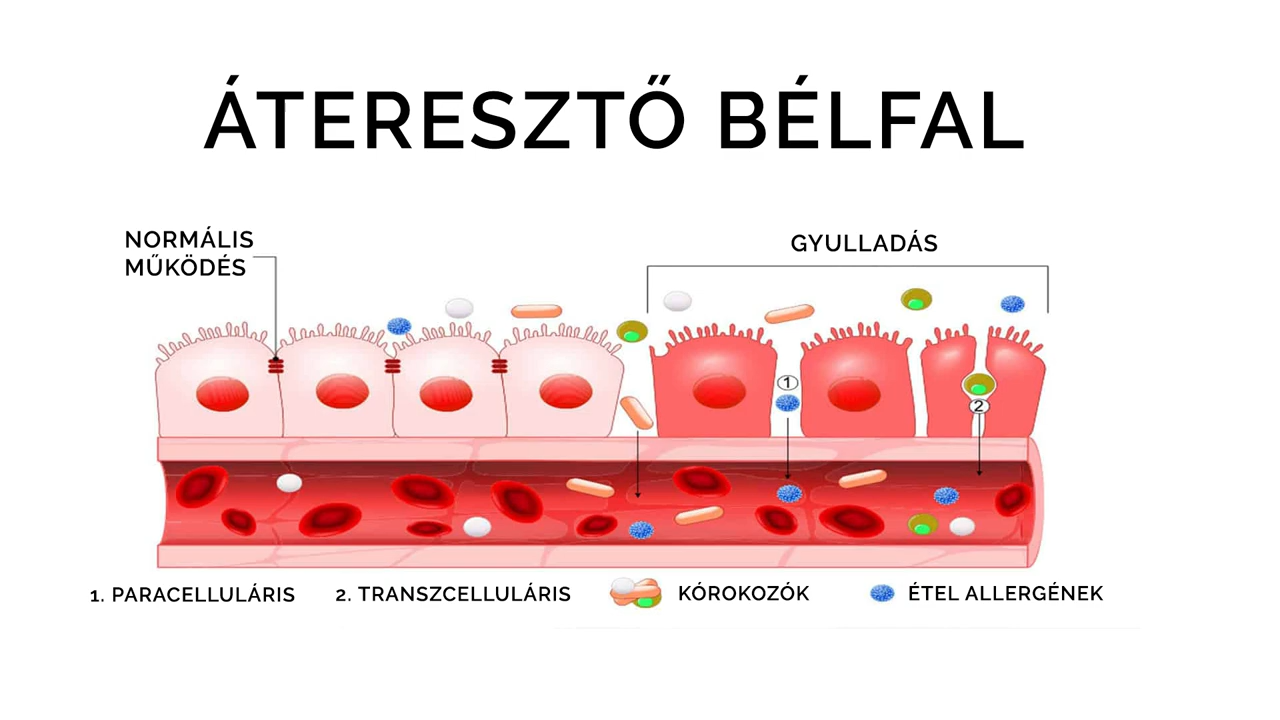 ÁTERESZTŐ BÉLFAL
NORMÁLIS
MŰKÖDÉS
GYULLADÁS
1
2
1. PARACELLULÁRIS
2. TRANSZCELLULÁRIS
KÓROKOZÓK
ÉTEL ALLERGÉNEK